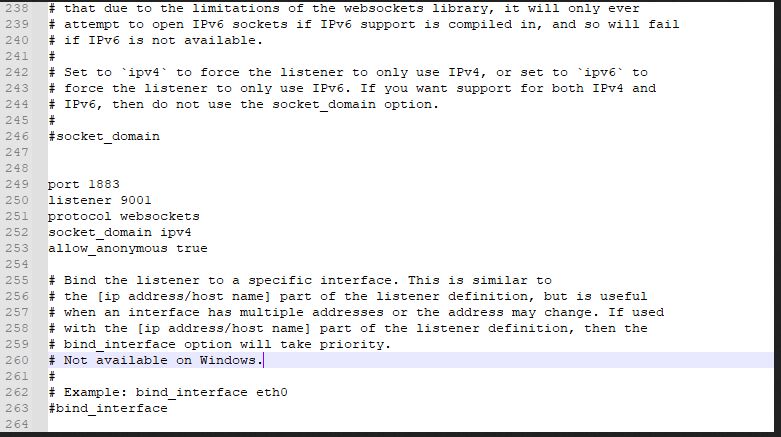 238 # that due to the limitations of the websockets library, it will only ever
239 # attempt to open IPv6 sockets if IPv6 support is compiled in, and so will fail
240 # if IPv6 is not available.
241 #
242 # Set to `ipv4` to force the listener to only use IPv4, or set to `ipv6` to
243 # force the listener to only use IPv6. If you want support for both IPv4 and
244 # IPv6, then do not use the socket_domain option.
245 #
246 #socket_domain
247
248
249 port 1883
250 listener 9001
251 protocol websockets
252 socket_domain ipv4
253 allow_anonymous true
254
255 # Bind the listener to a specific interface. This is similar to
256 # the [ip address/host name] part of the listener definition, but is useful
257 # when an interface has multiple addresses or the address may change. If used
258 # with the [ip address/host name] part of the listener definition, then the
259 # bind_interface option will take priority.
260 # Not available on Windows.
261 #
262 # Example: bind_interface eth0
263 #bind_interface
264